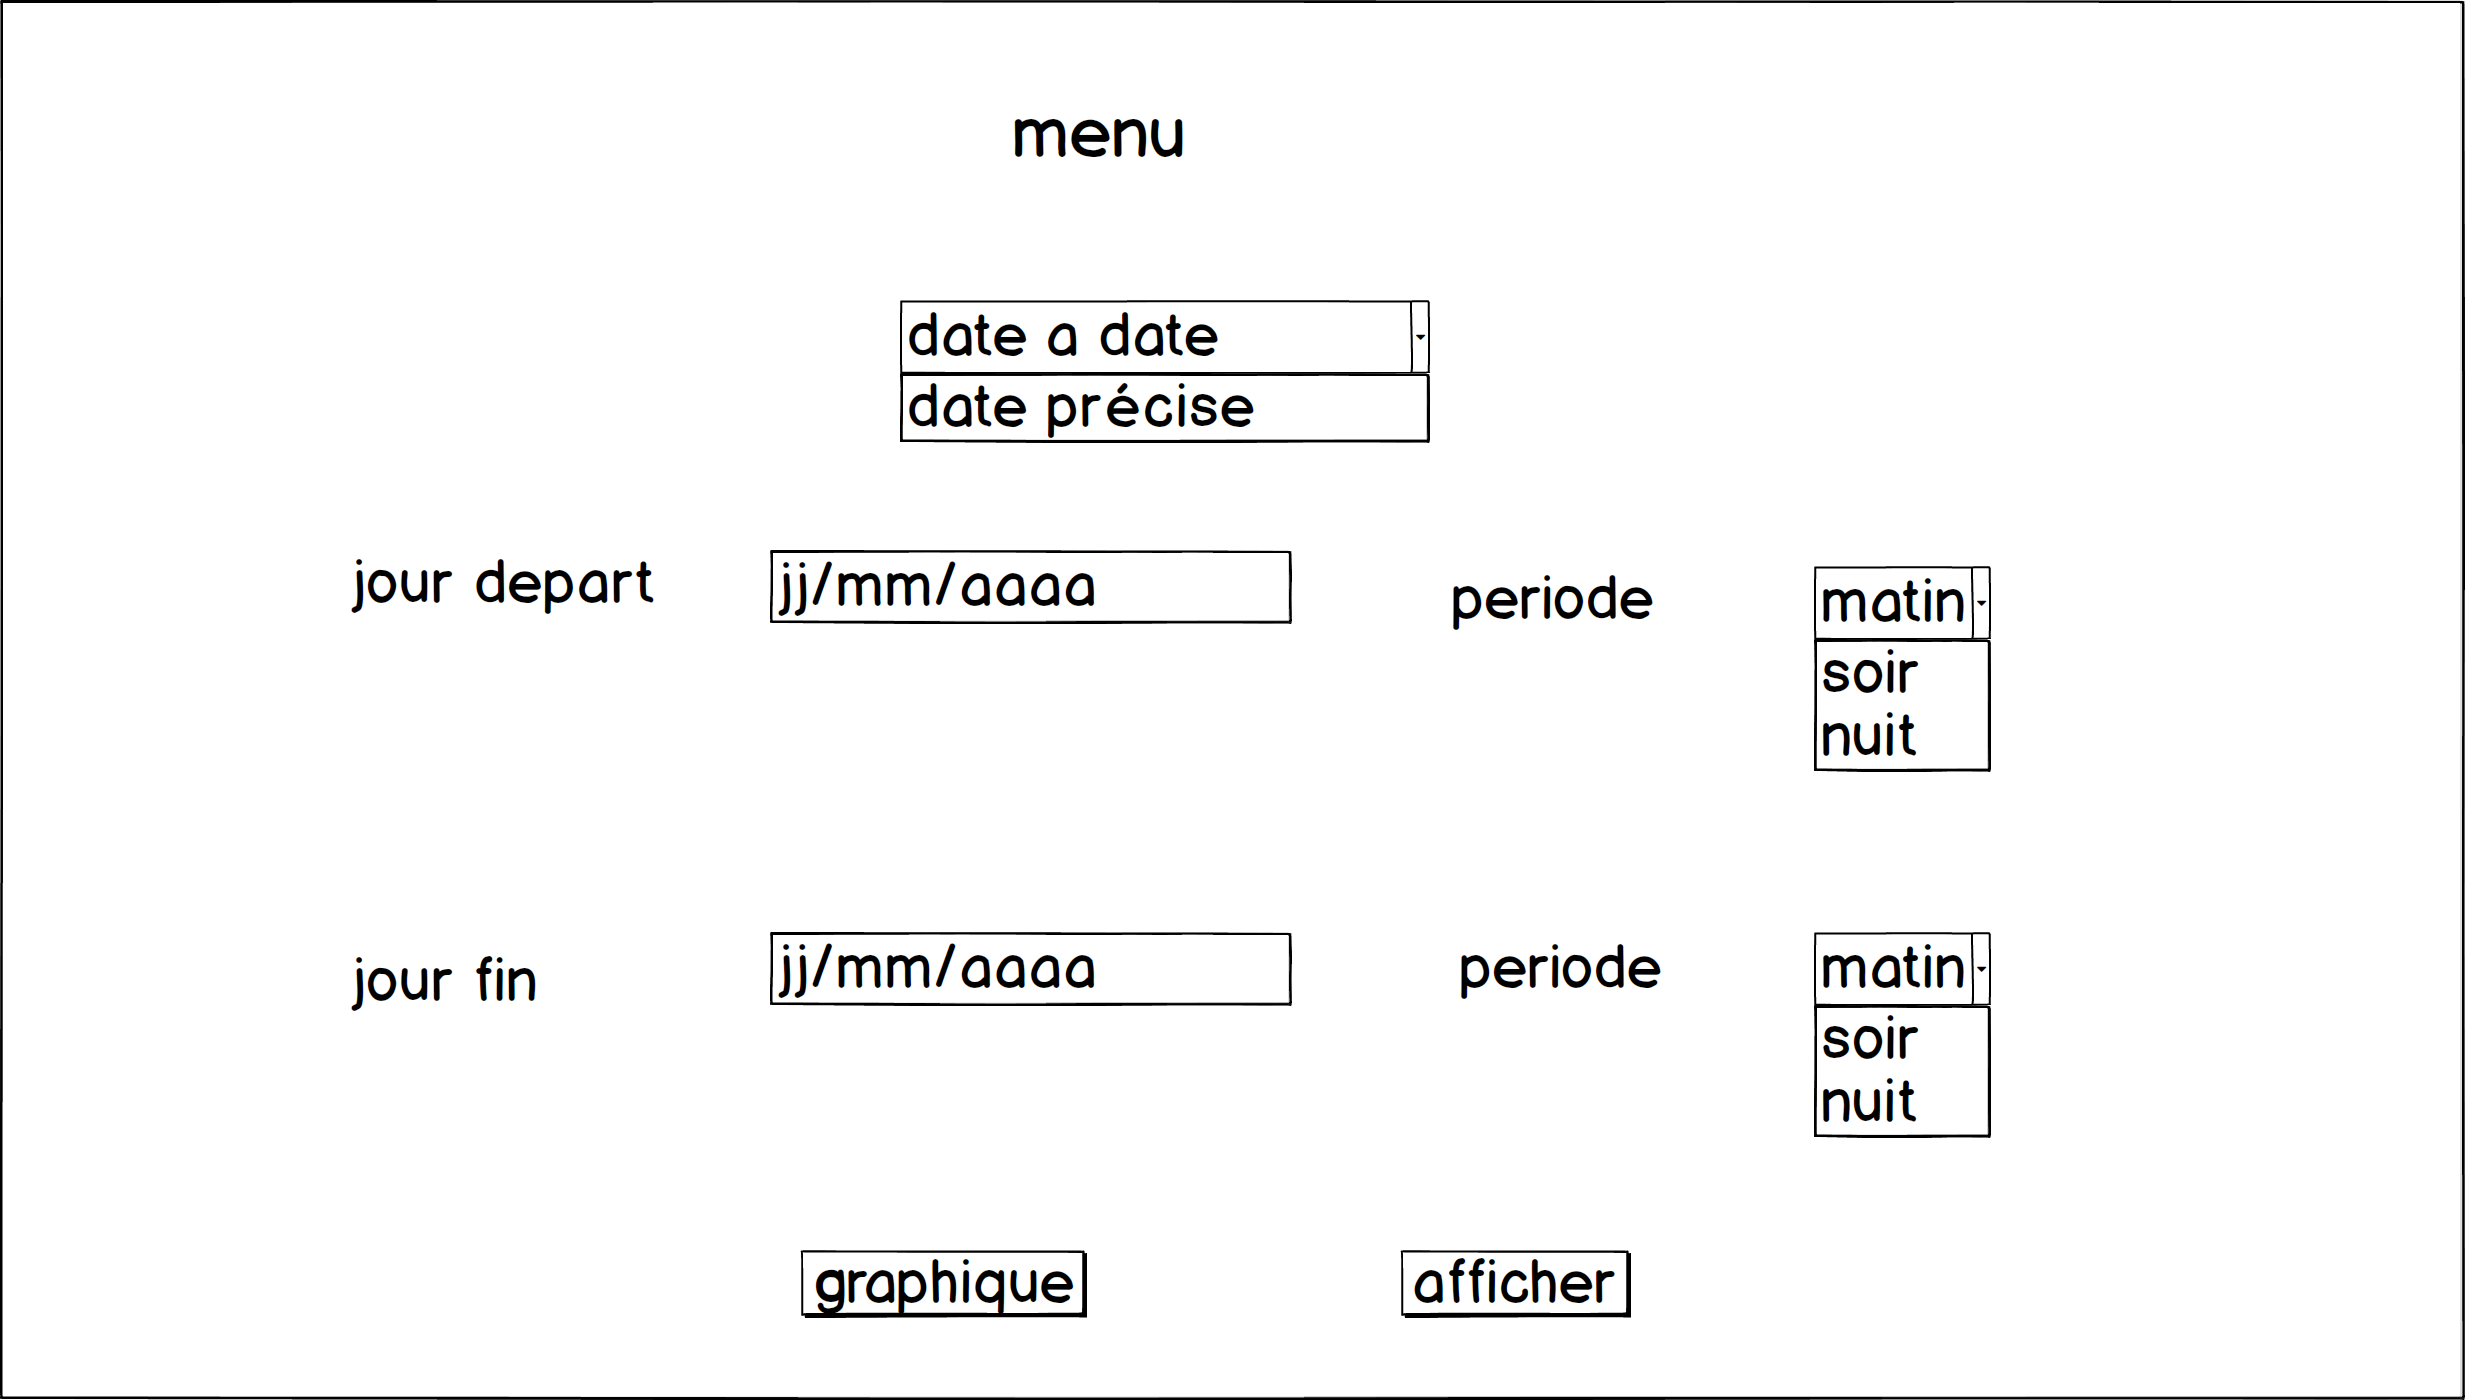 menu
date a date
date précise
jour depart
jj/mm/aaaa
periode
matin
soir
nuit
jour fin
jj/mm/aaaa
periode
matin
soir
nuit
graphique
afficher